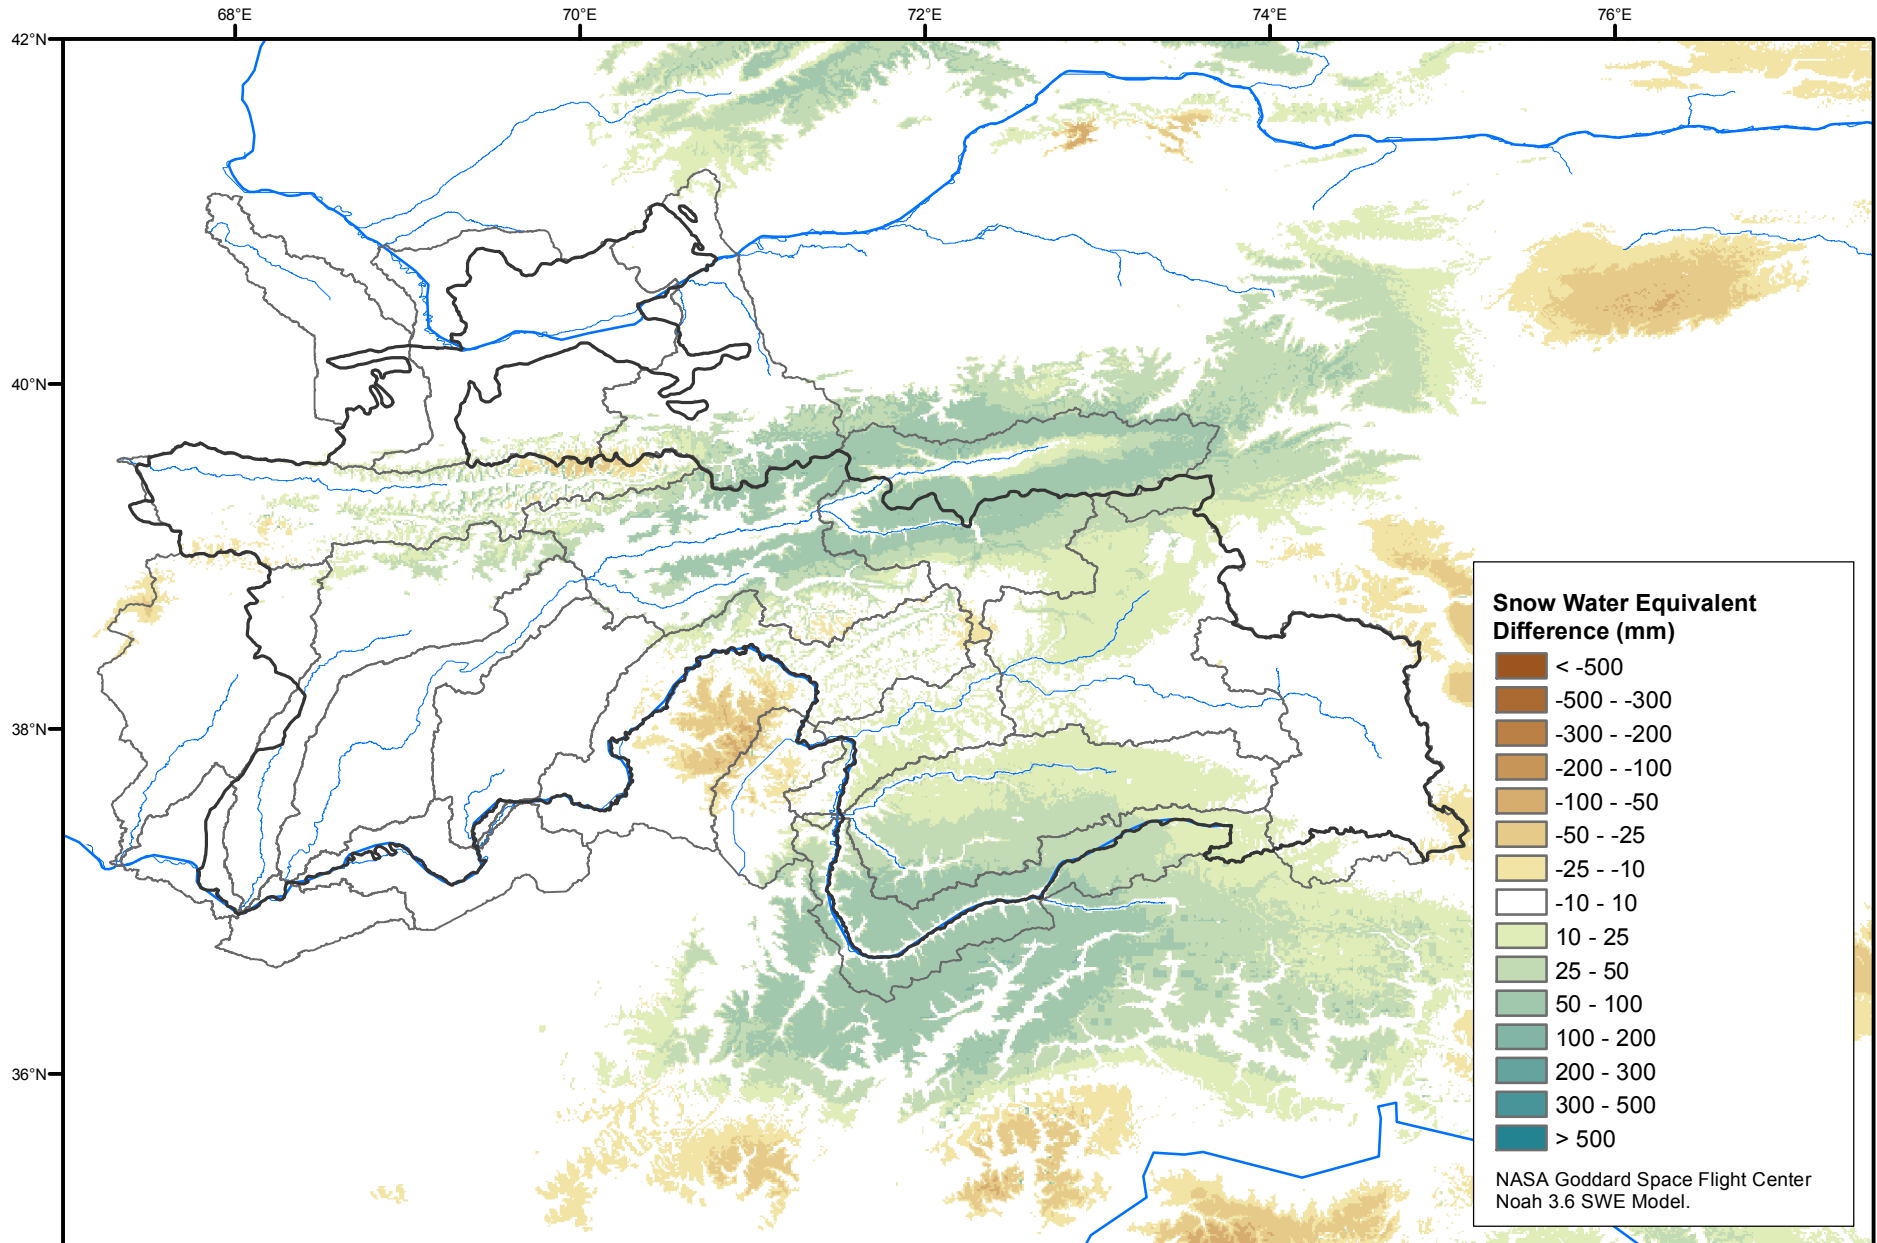 68°E
70°E
72°E
74°E
76°E
42°N
40°N
38°N
36°N
Snow Water Equivalent
Difference (mm)
< -500
-500 - -300
-300 - -200
-200 - -100
-100 - -50
-50 - -25
-25 - -10
-10 - 10
10 - 25
25 - 50
50 - 100
100 - 200
200 - 300
300 - 500
> 500
NASA Goddard Space Flight Center
Noah 3.6 SWE Model.